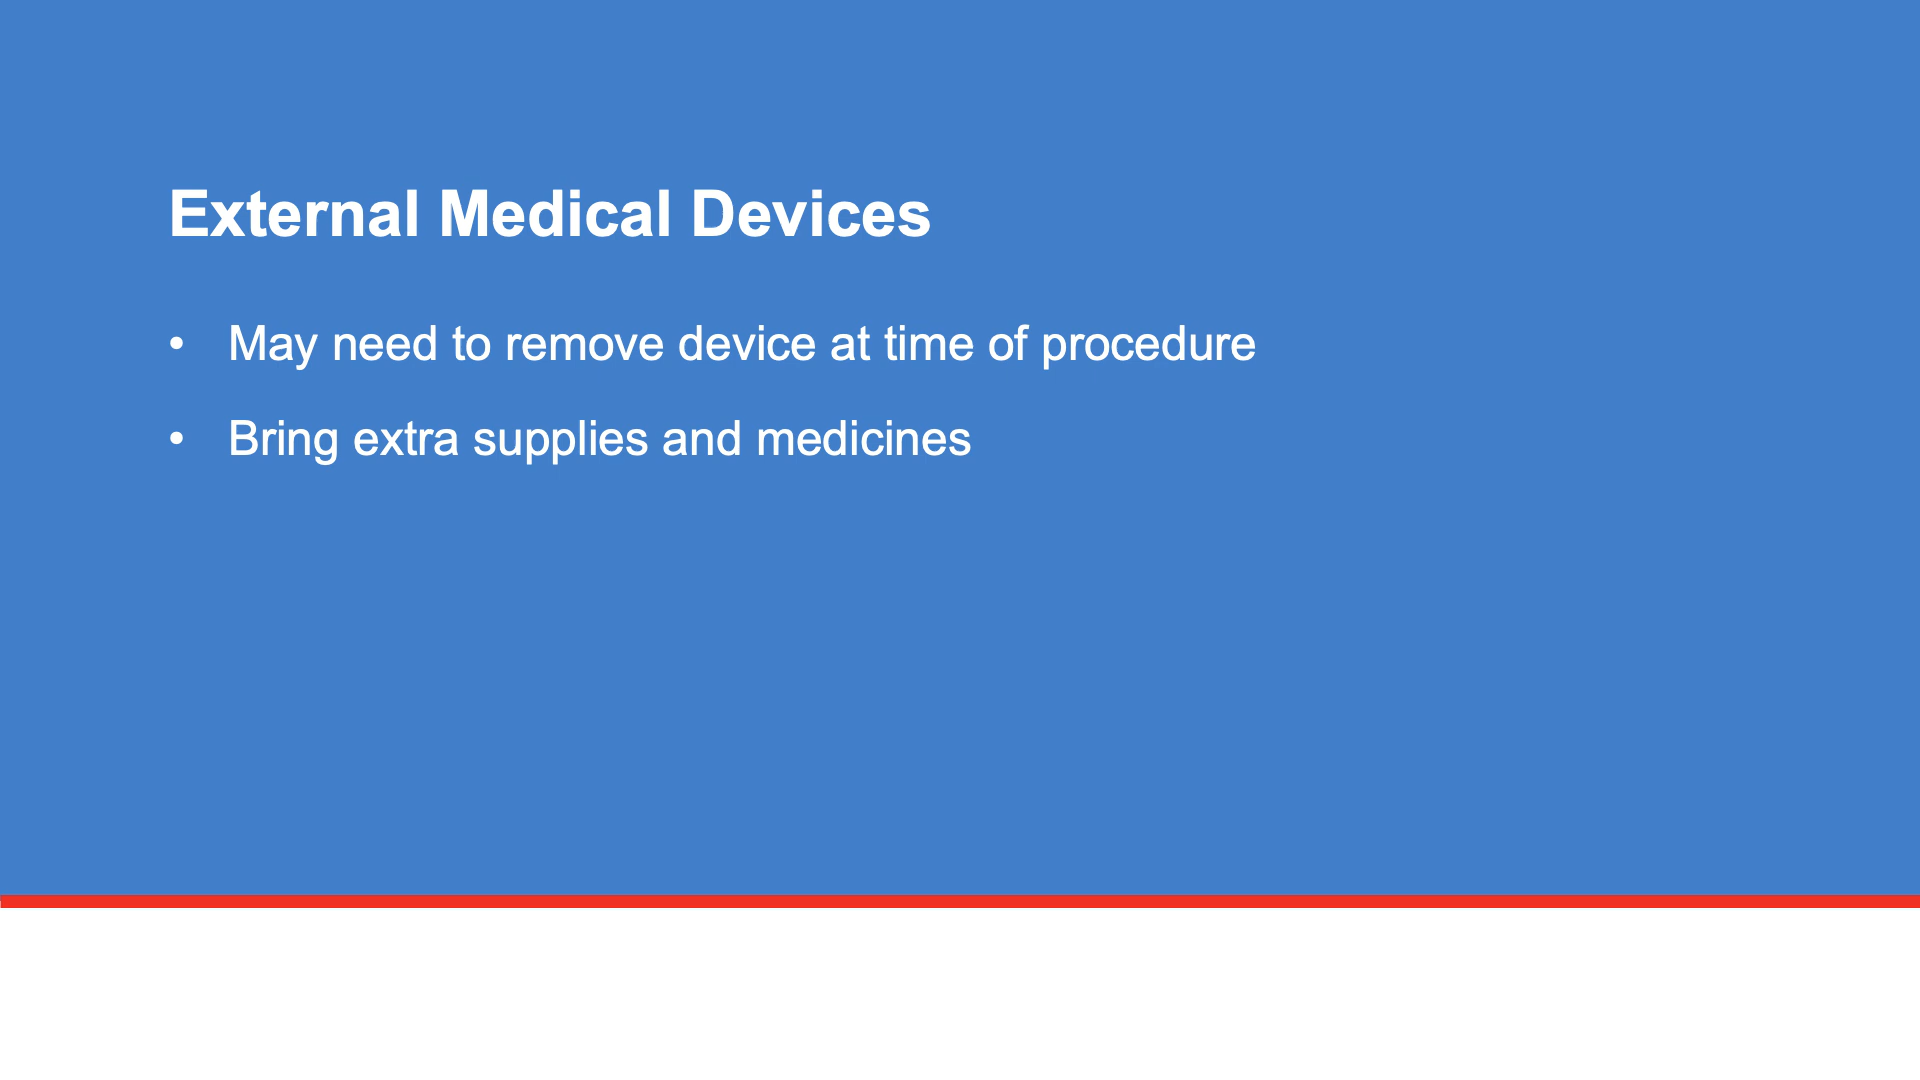 External Medical Devices
• May need to remove device at time of procedure
• Bring extra supplies and medicines